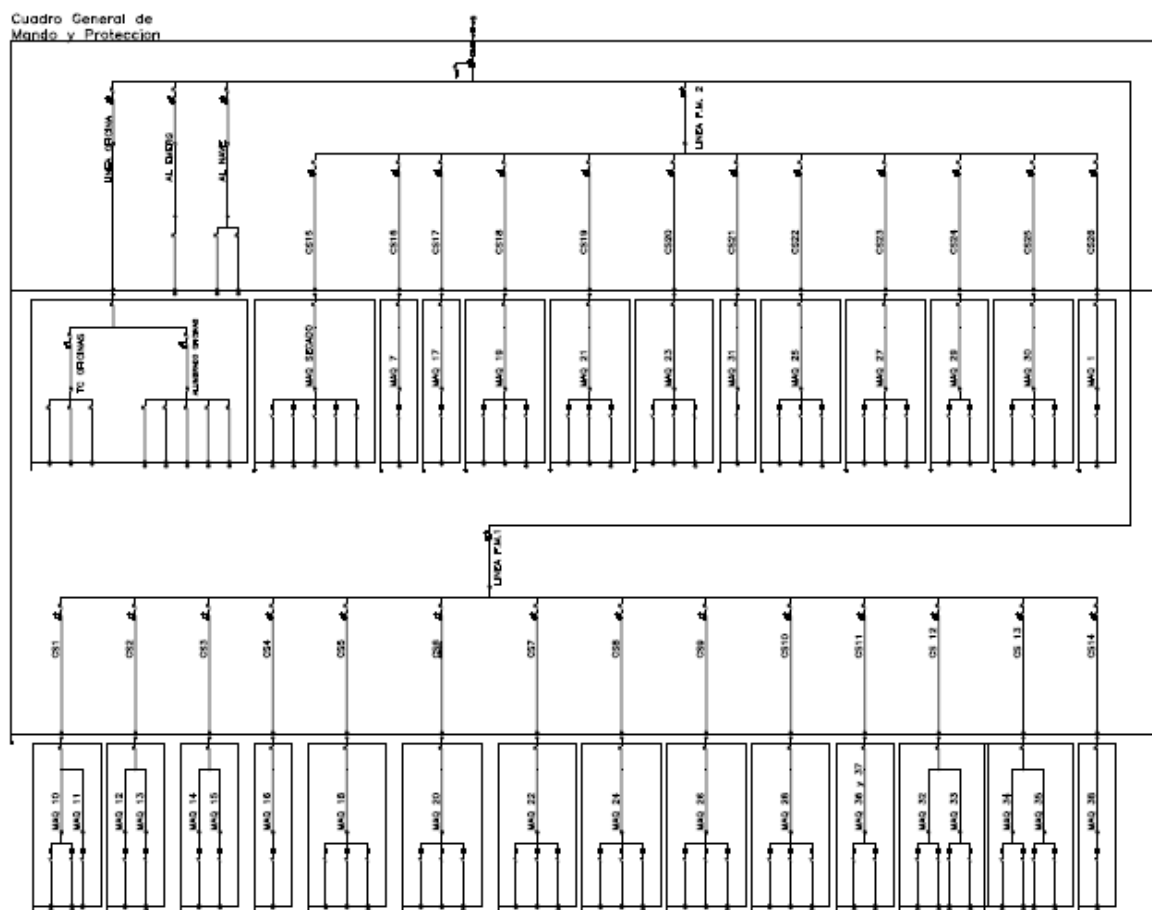 Cuadro General de
Mando y Proteccion
LINEA OFICINA
AL EMERG
AL NAVE
LINEA F.M. 2
CS15
CS16
CS17
CS18
CS19
CS20
CS21
CS22
CS23
CS24
CS25
CS26
TC OFICINAS
ALUMBRADO OFICINAS
MAQ SECADO
MAQ 7
MAQ 17
MAQ 19
MAQ 21
MAQ 23
MAQ 31
MAQ 25
MAQ 27
MAQ 29
MAQ 30
MAQ 1
LINEA F.M.1
CS1
CS2
CS3
CS4
CS5
CS6
CS7
CS8
CS9
CS10
CS11
CS 12
CS 13
CS14
MAQ 10
MAQ 11
MAQ 12
MAQ 13
MAQ 14
MAQ 15
MAQ 16
MAQ 18
MAQ 20
MAQ 22
MAQ 24
MAQ 26
MAQ 28
MAQ 36 y 37
MAQ 32
MAQ 33
MAQ 34
MAQ 35
MAQ 38